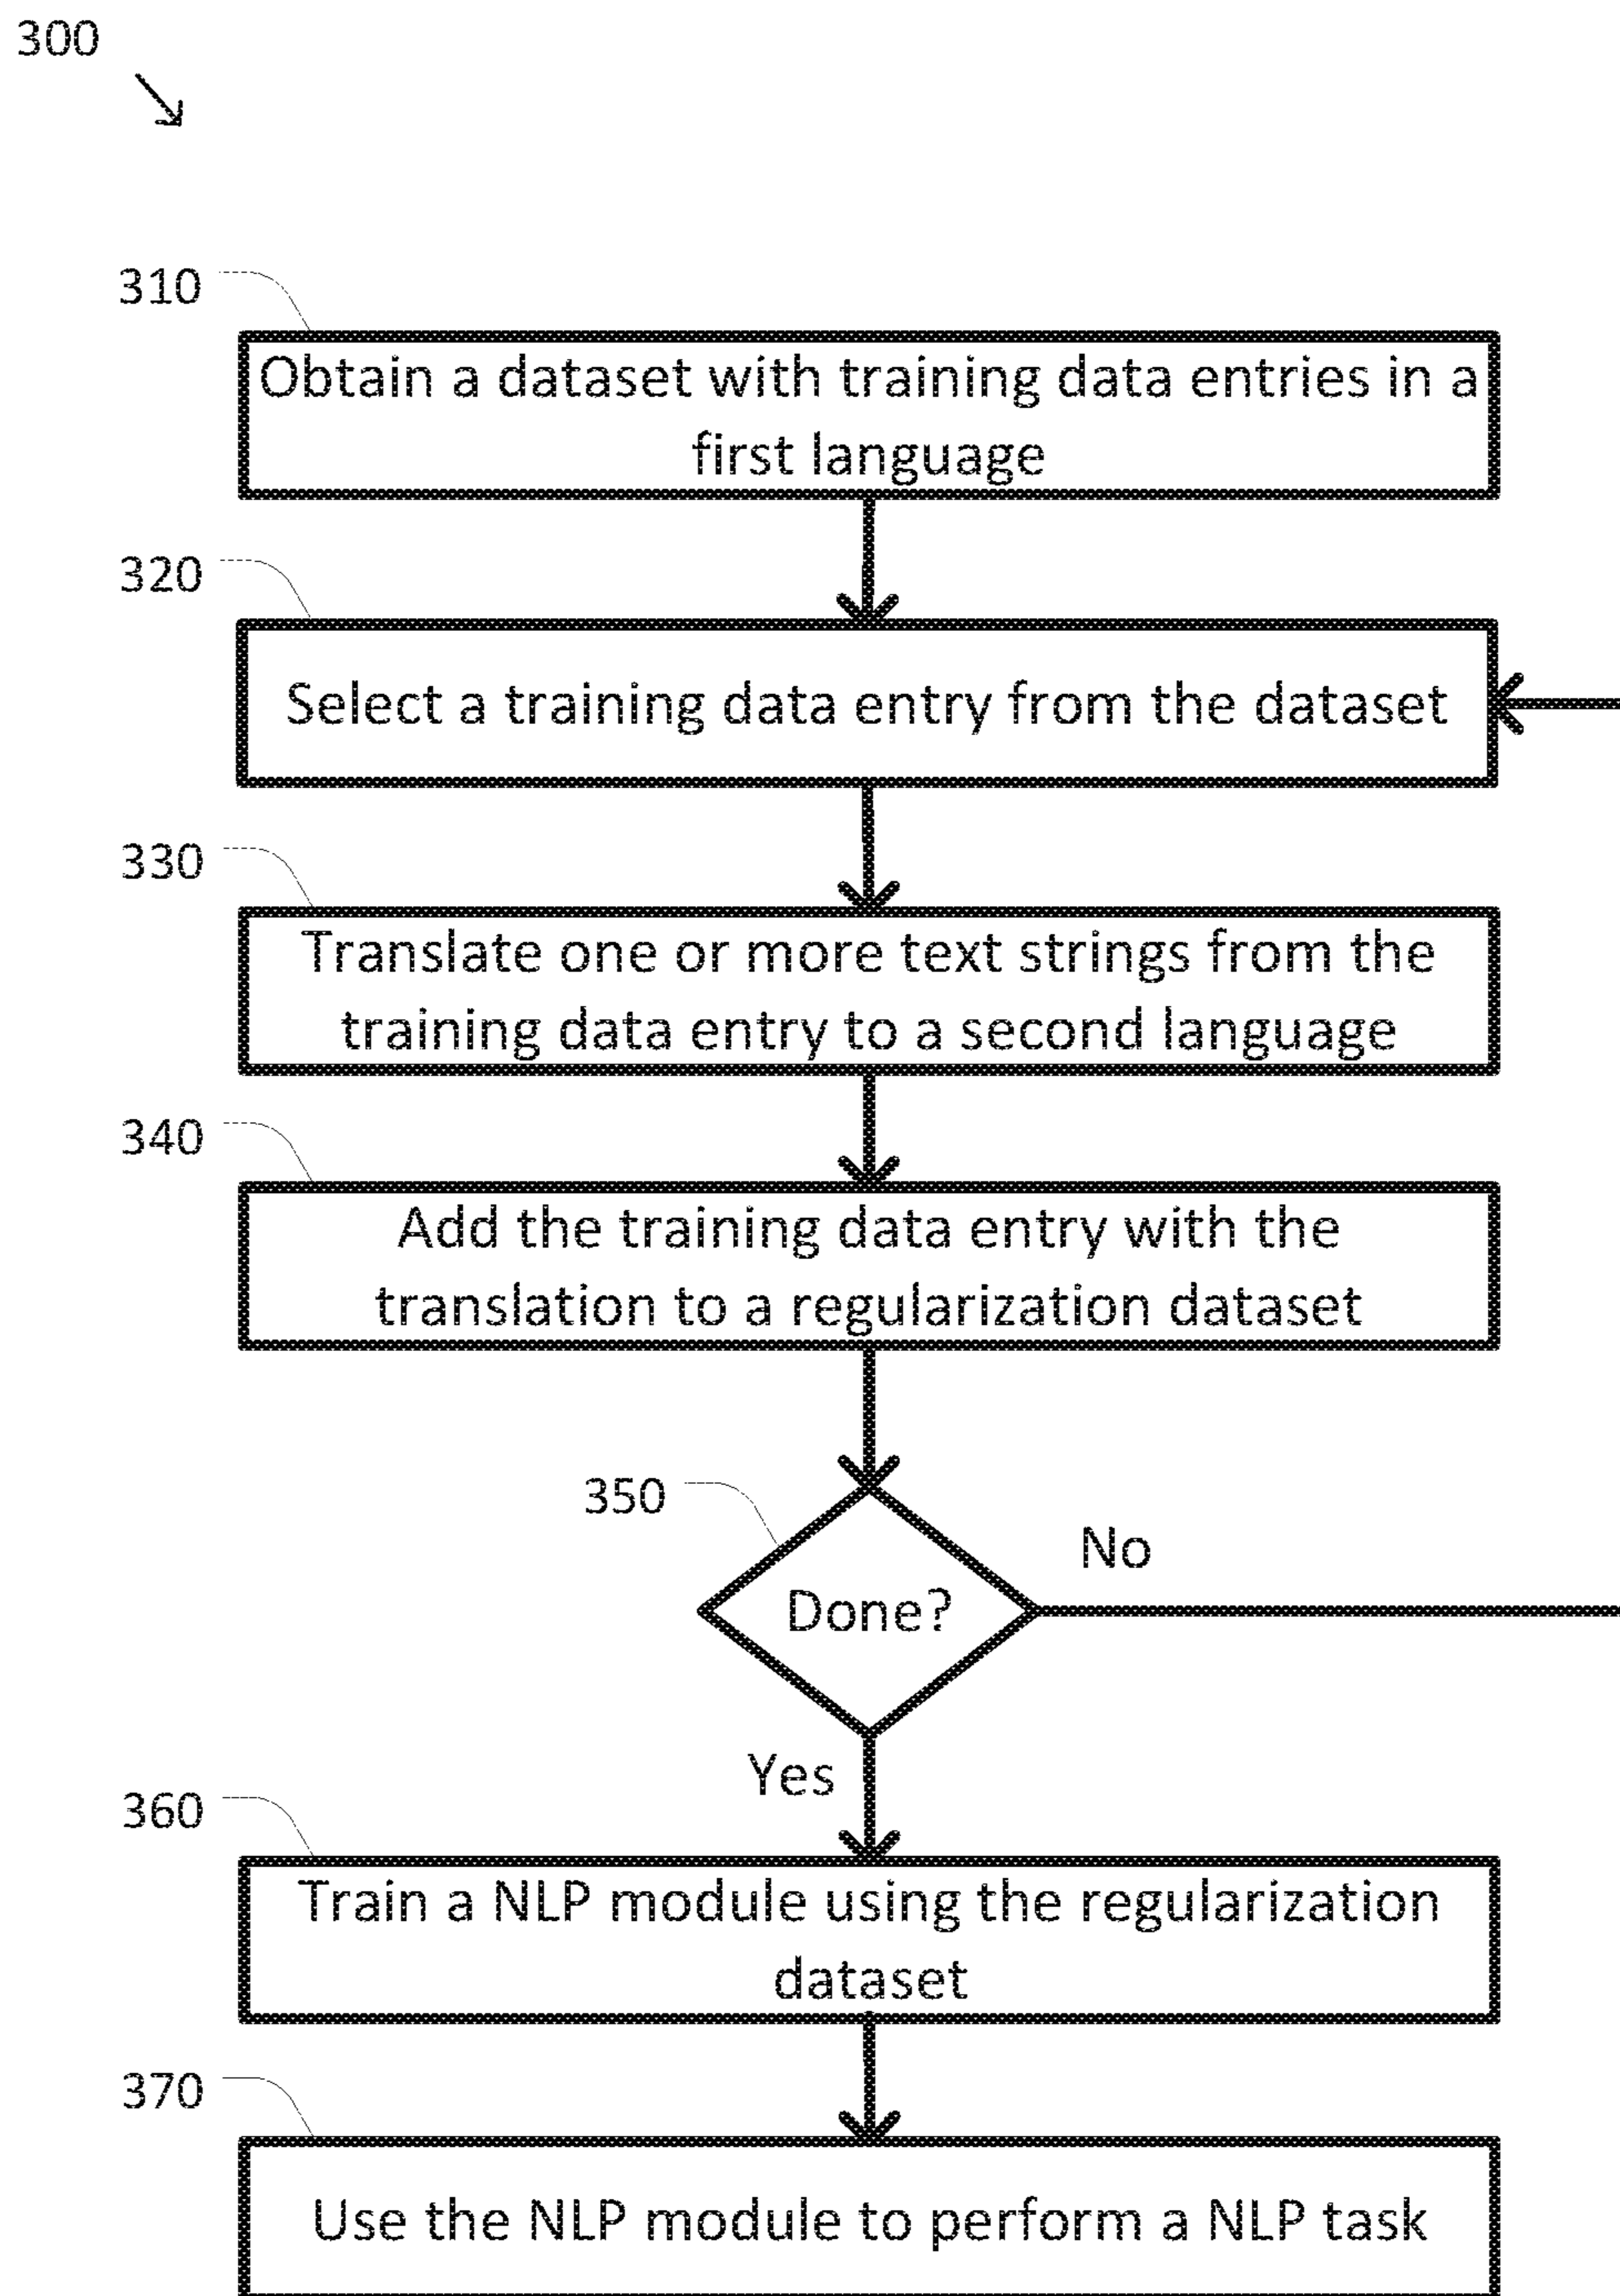 300
310
Obtain a dataset with training data entries in a
first language
320
Select a training data entry from the dataset
330
Translate one or more text strings from the
training data entry to a second language
340
Add the training data entry with the
translation to a regularization dataset
350
Done?
No
Yes
360
Train a NLP module using the regularization
dataset
370
Use the NLP module to perform a NLP task